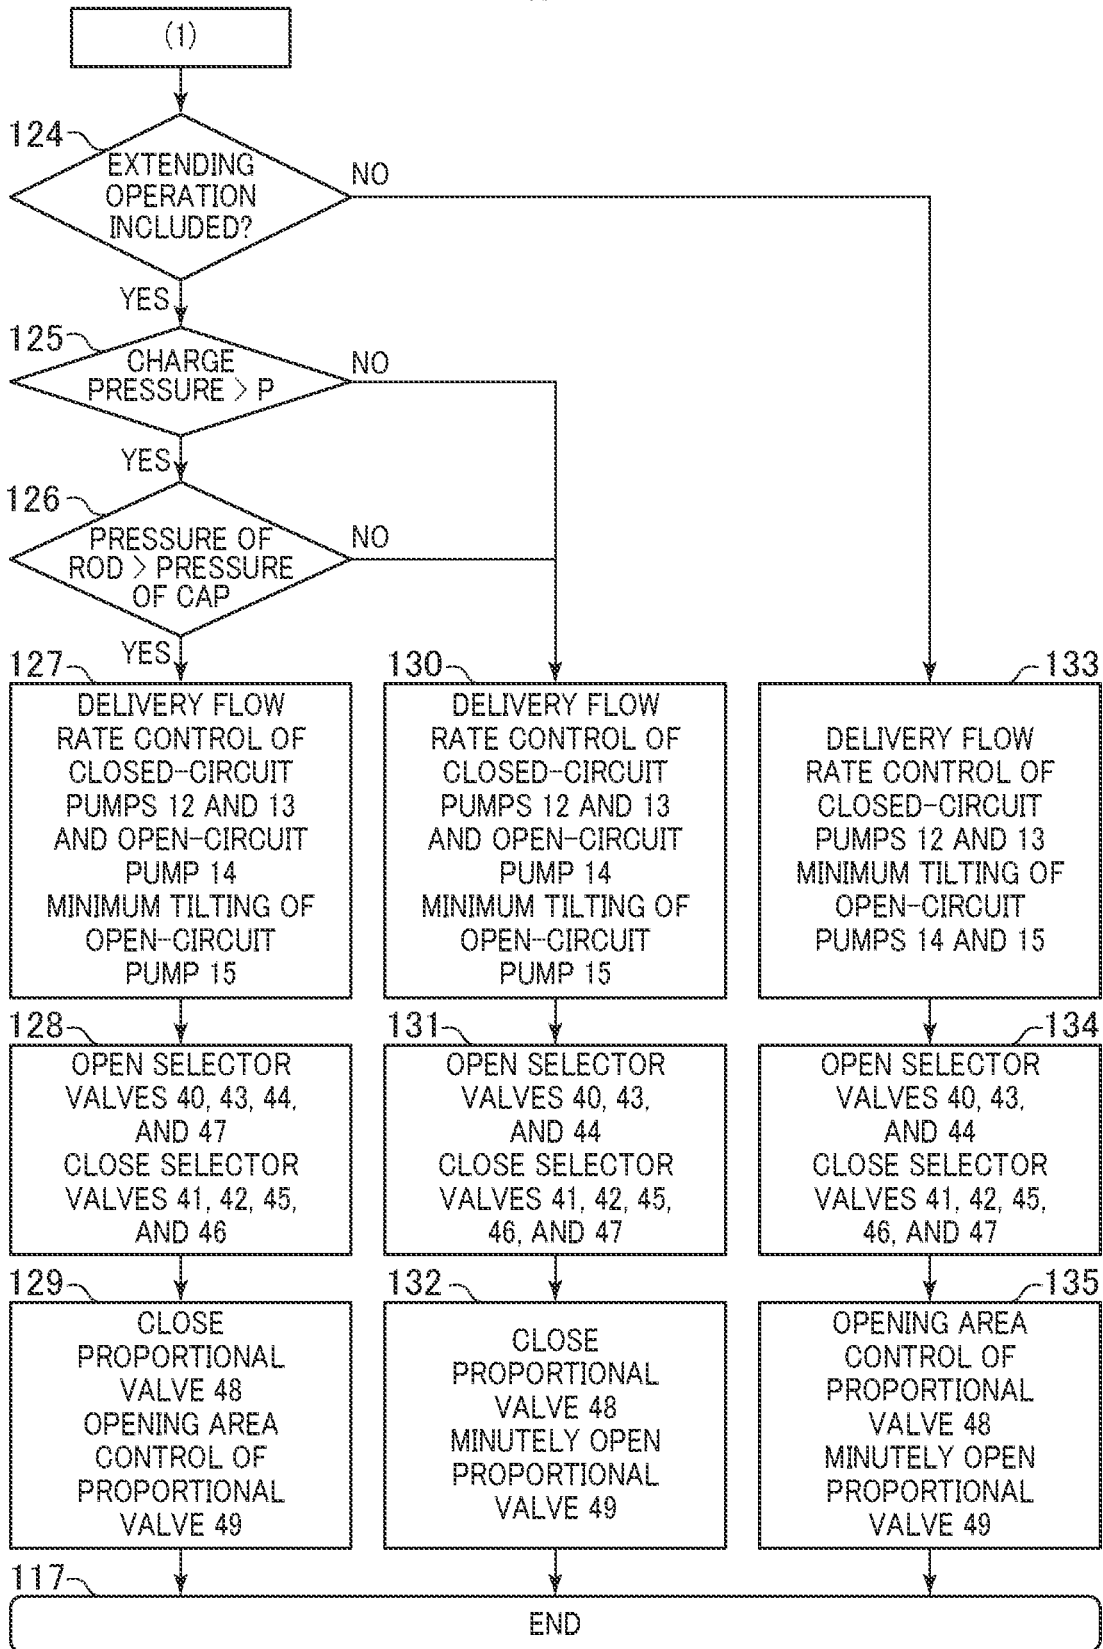 (1)
124
EXTENDING
OPERATION
INCLUDED?
NO
YES
125
CHARGE
PRESSURE > P
NO
YES
126
PRESSURE OF
ROD > PRESSURE
OF CAP
NO
YES
127
DELIVERY FLOW
RATE CONTROL OF
CLOSED-CIRCUIT
PUMPS 12 AND 13
AND OPEN-CIRCUIT
PUMP 14
MINIMUM TILTING OF
OPEN-CIRCUIT
PUMP 15
130
DELIVERY FLOW
RATE CONTROL OF
CLOSED-CIRCUIT
PUMPS 12 AND 13
AND OPEN-CIRCUIT
PUMP 14
MINIMUM TILTING OF
OPEN-CIRCUIT
PUMP 15
133
DELIVERY FLOW
RATE CONTROL OF
CLOSED-CIRCUIT
PUMPS 12 AND 13
MINIMUM TILTING OF
OPEN-CIRCUIT
PUMPS 14 AND 15
128
OPEN SELECTOR
VALVES 40, 43, 44,
AND 47
CLOSE SELECTOR
VALVES 41, 42, 45,
AND 46
131
OPEN SELECTOR
VALVES 40, 43,
AND 44
CLOSE SELECTOR
VALVES 41, 42, 45,
46, AND 47
134
OPEN SELECTOR
VALVES 40, 43,
AND 44
CLOSE SELECTOR
VALVES 41, 42, 45,
46, AND 47
129
CLOSE
PROPORTIONAL
VALVE 48
OPENING AREA
CONTROL OF
PROPORTIONAL
VALVE 49
132
CLOSE
PROPORTIONAL
VALVE 48
MINUTELY OPEN
PROPORTIONAL
VALVE 49
135
OPENING AREA
CONTROL OF
PROPORTIONAL
VALVE 48
MINUTELY OPEN
PROPORTIONAL
VALVE 49
117
END